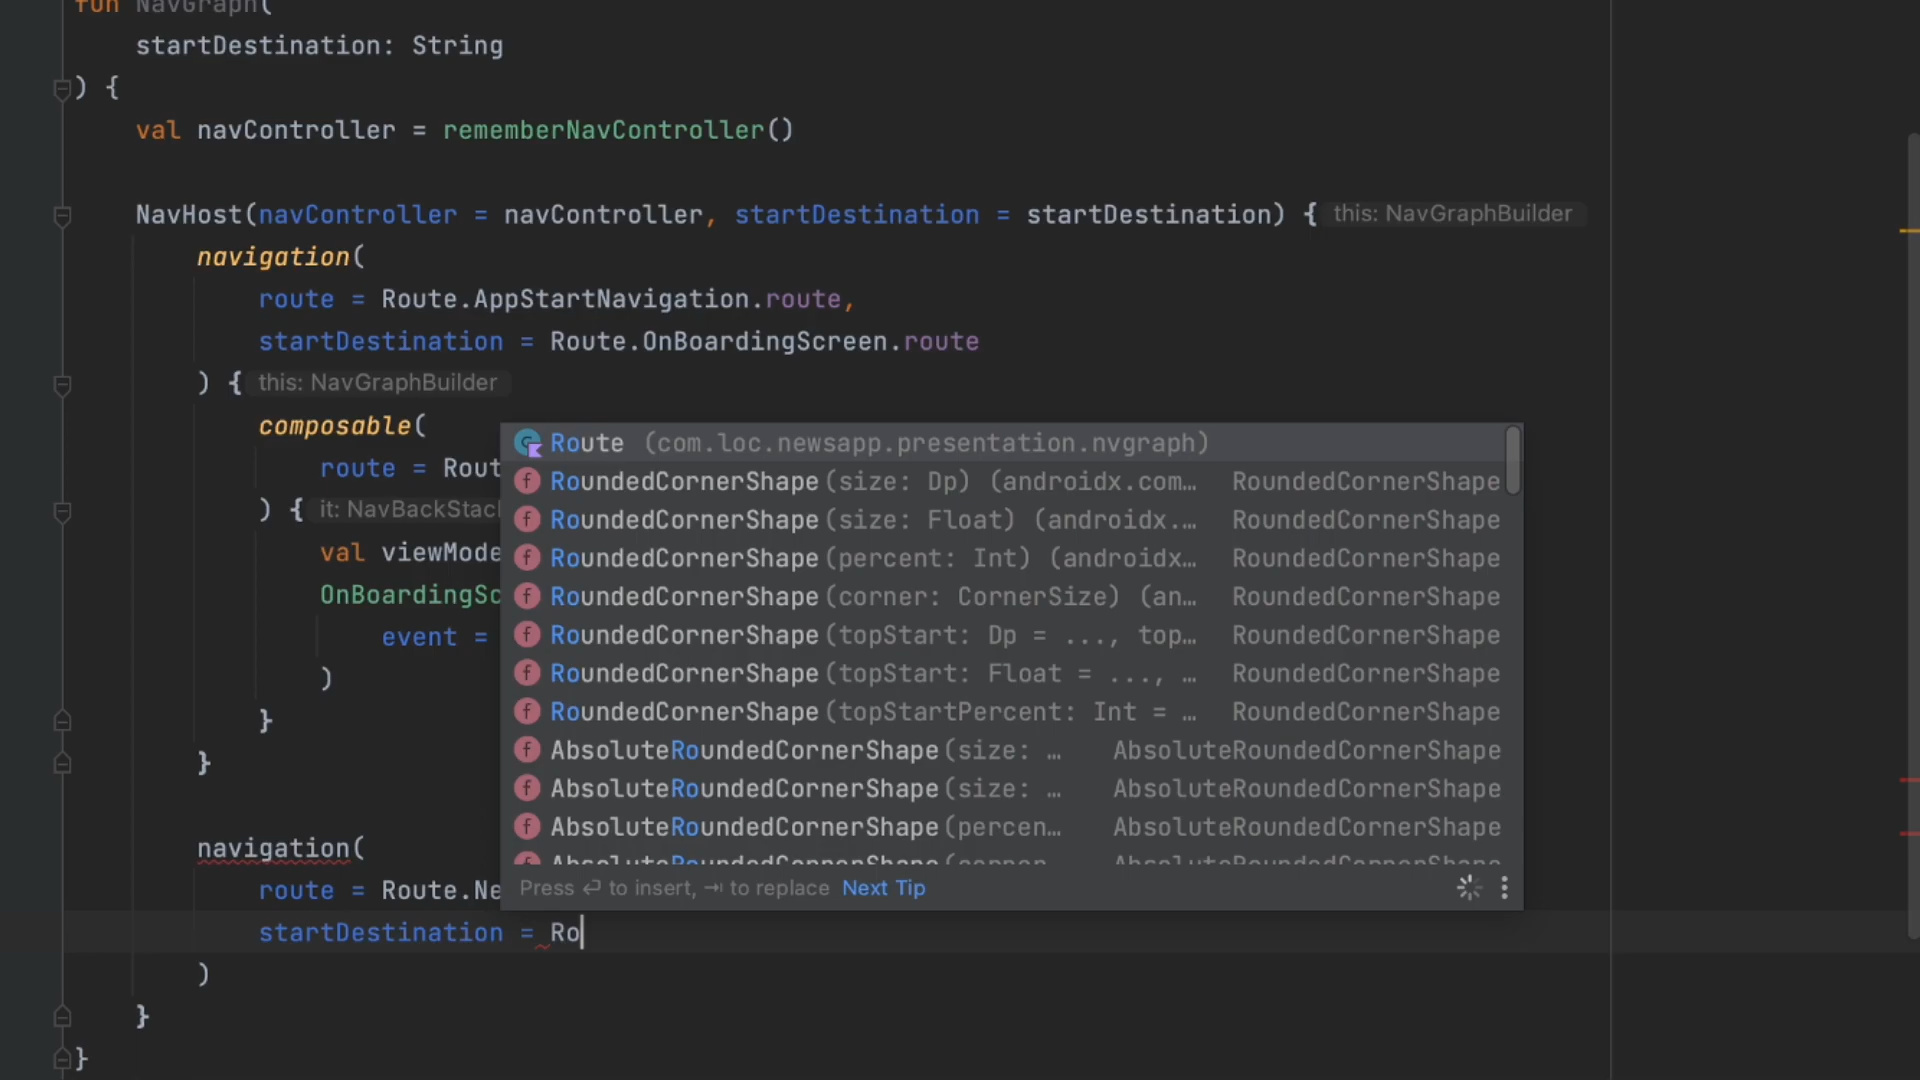 fun NavGraph(
startDestination: String
) {
val navController = rememberNavController()
NavHost(navController = navController, startDestination = startDestination) { this: NavGraphBuilder
navigation(
route = Route.AppStartNavigation.route,
startDestination = Route.OnBoardingScreen.route
) { this: NavGraphBuilder
composable(
route = Rout
) { it: NavBackStac
val viewMode
OnBoardingSc
event =
)
}
}
navigation(
route = Route.Ne
startDestination = Ro
)
}
}
Route (com.loc.newsapp.presentation.nvgraph)
RoundedCornerShape(size: Dp) (androidx.com… RoundedCornerShape
RoundedCornerShape(size: Float) (androidx.… RoundedCornerShape
RoundedCornerShape(percent: Int) (androidx… RoundedCornerShape
RoundedCornerShape(corner: CornerSize) (an… RoundedCornerShape
RoundedCornerShape(topStart: Dp = ..., top… RoundedCornerShape
RoundedCornerShape(topStart: Float = ..., … RoundedCornerShape
RoundedCornerShape(topStartPercent: Int = … RoundedCornerShape
AbsoluteRoundedCornerShape(size: … AbsoluteRoundedCornerShape
AbsoluteRoundedCornerShape(size: … AbsoluteRoundedCornerShape
AbsoluteRoundedCornerShape(percen… AbsoluteRoundedCornerShape
AbsoluteRoundedCornerShape(corner… AbsoluteRoundedCornerShape
Press ↩ to insert, ⇥ to replace Next Tip